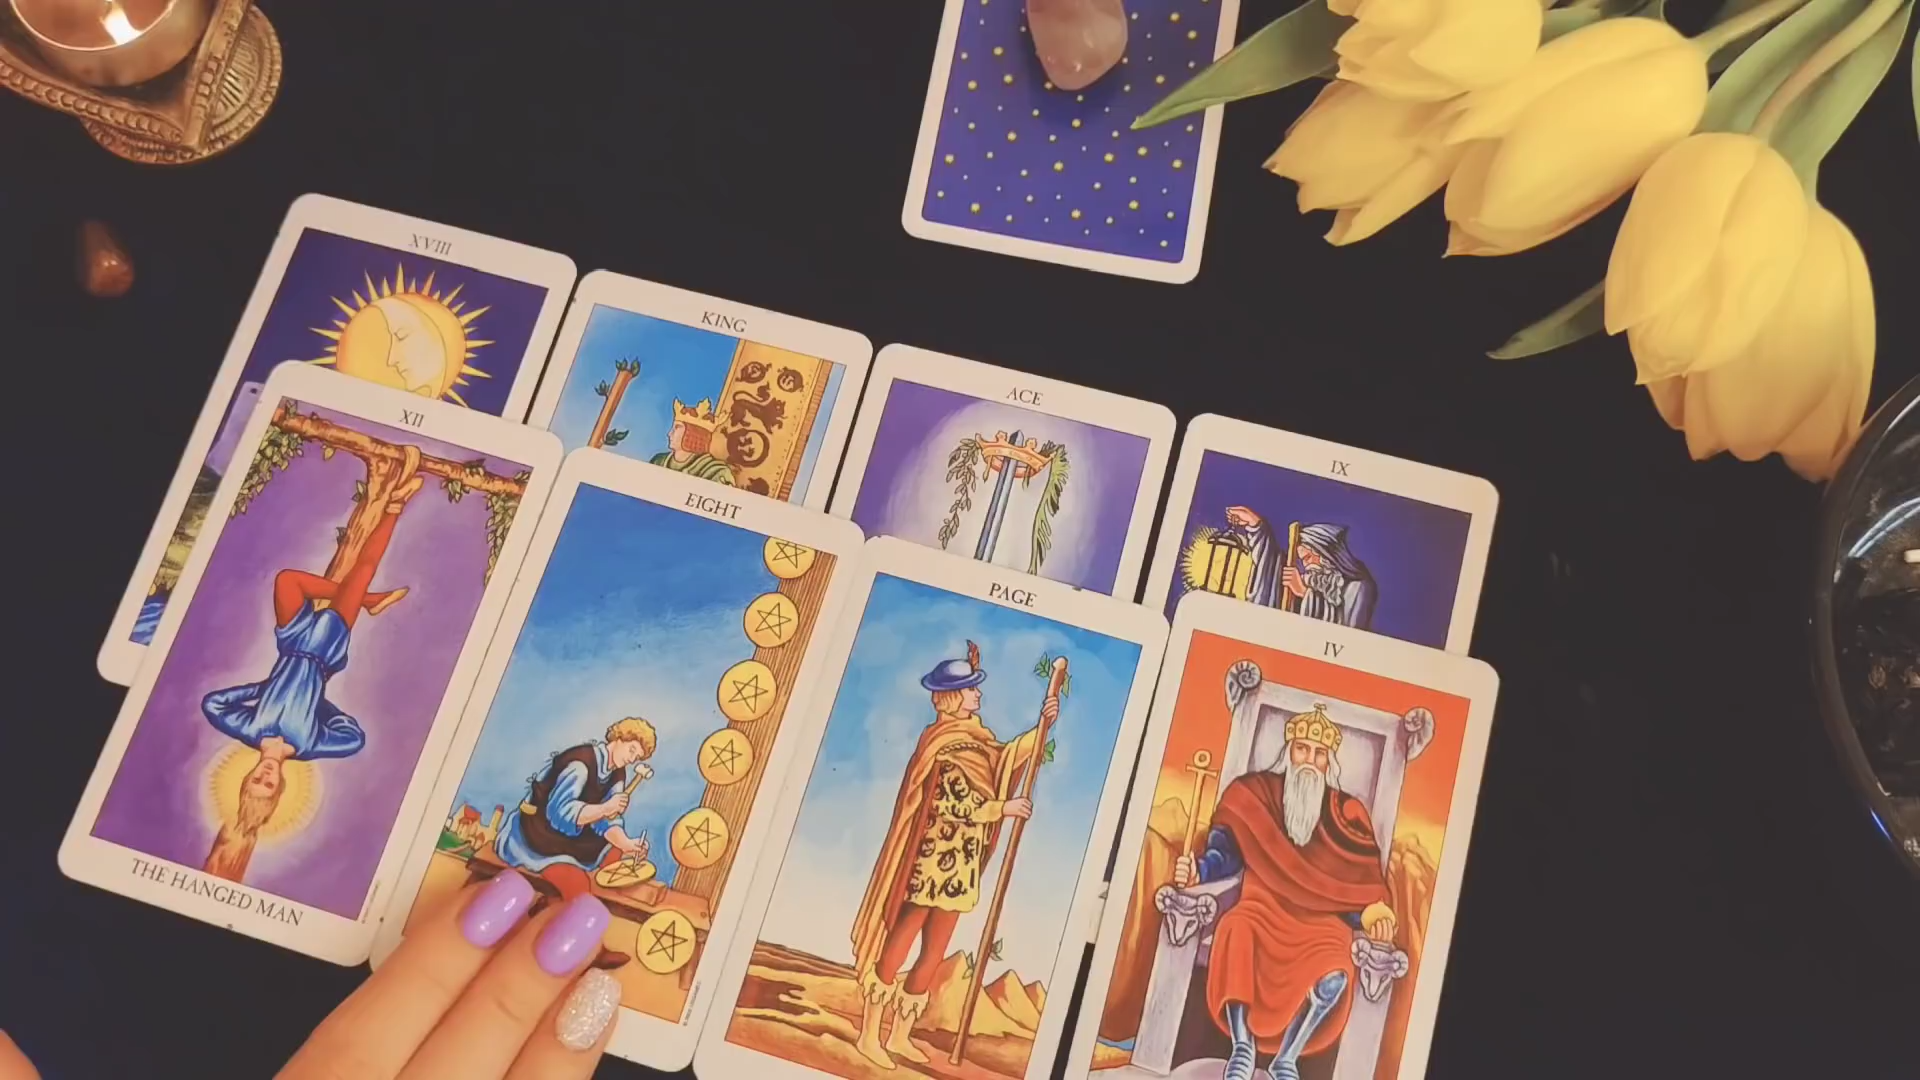 XVIII
KING
ACE
IX
XII
EIGHT
PAGE
IV
THE HANGED MAN